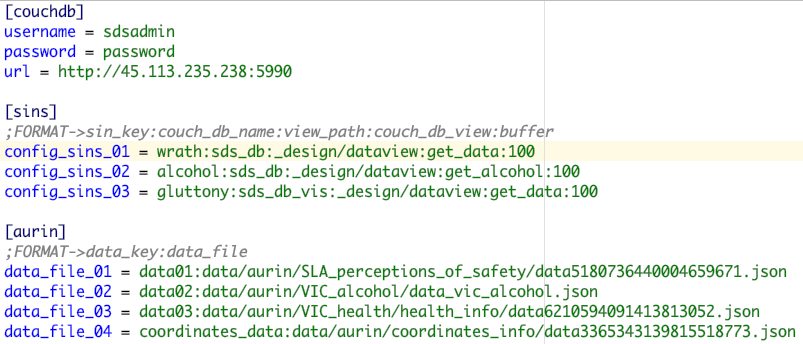 [couchdb]
username = sdsadmin
password = password
url = http://45.113.235.238:5990
[sins]
;FORMAT->sin_key:couch_db_name:view_path:couch_db_view:buffer
config_sins_01 = wrath:sds_db:_design/dataview:get_data:100
config_sins_02 = alcohol:sds_db:_design/dataview:get_alcohol:100
config_sins_03 = gluttony:sds_db_vis:_design/dataview:get_data:100
[aurin]
;FORMAT->data_key:data_file
data_file_01 = data01:data/aurin/SLA_perceptions_of_safety/data5180736440004659671.json
data_file_02 = data02:data/aurin/VIC_alcohol/data_vic_alcohol.json
data_file_03 = data03:data/aurin/VIC_health/health_info/data6210594091413813052.json
data_file_04 = coordinates_data:data/aurin/coordinates_info/data3365343139815518773.json